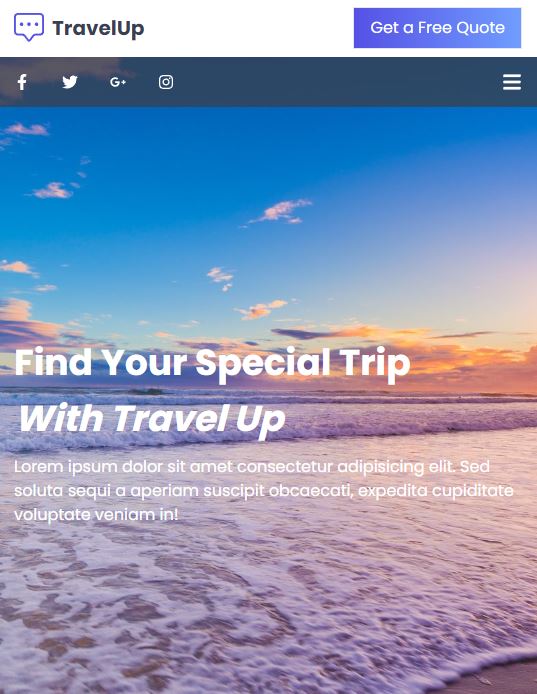 TravelUp
Get a Free Quote
Find Your Special Trip
With Travel Up
Lorem ipsum dolor sit amet consectetur adipisicing elit. Sed
soluta sequi a aperiam suscipit obcaecati, expedita cupiditate
voluptate veniam in!